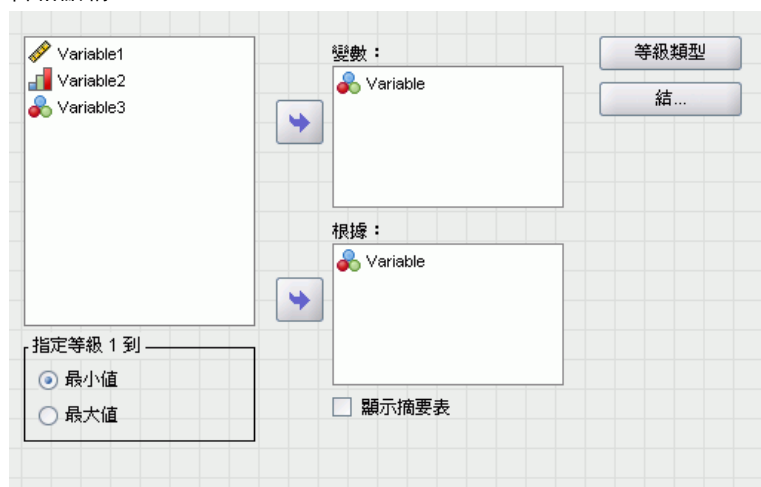 Variable1
Variable2
Variable3
變數：
Variable
根據：
Variable
等級類型
結...
指定等級 1 到
最小值
最大值
顯示摘要表